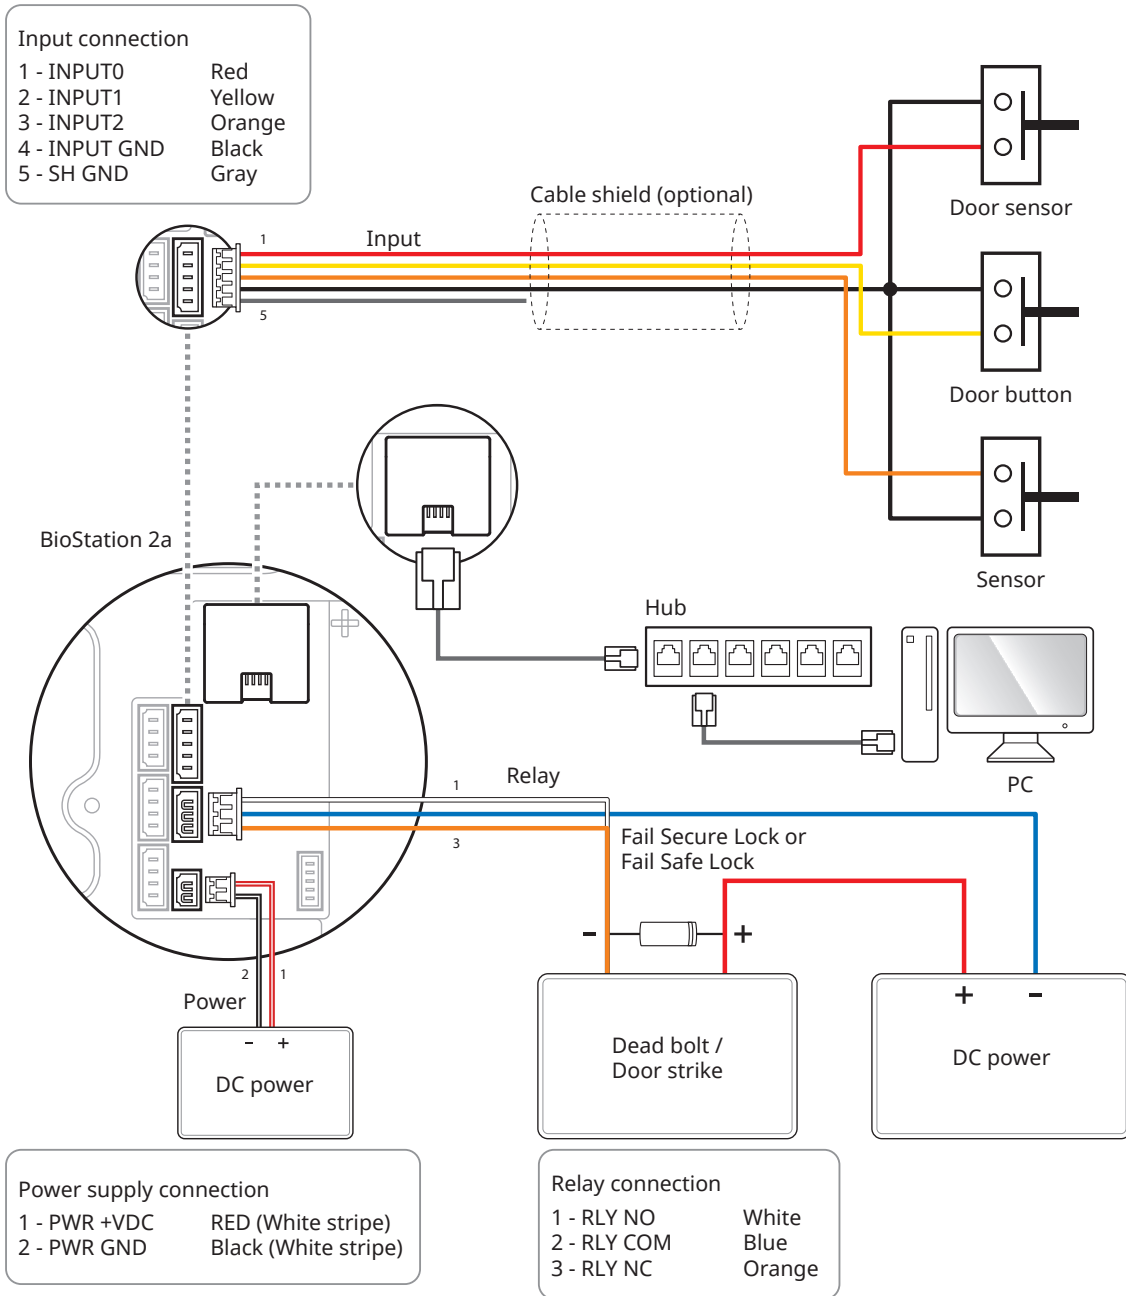 Input connection
1 - INPUT0 Red
2 - INPUT1 Yellow
3 - INPUT2 Orange
4 - INPUT GND Black
5 - SH GND Gray
Door sensor
Cable shield (optional)
1
Input
5
Door button
Sensor
BioStation 2a
Hub
PC
1
Relay
3
Fail Secure Lock or
Fail Safe Lock
- +
2 1
Power
- +
DC power
Dead bolt /
Door strike
+ -
DC power
Power supply connection
1 - PWR +VDC RED (White stripe)
2 - PWR GND Black (White stripe)
Relay connection
1 - RLY NO White
2 - RLY COM Blue
3 - RLY NC Orange